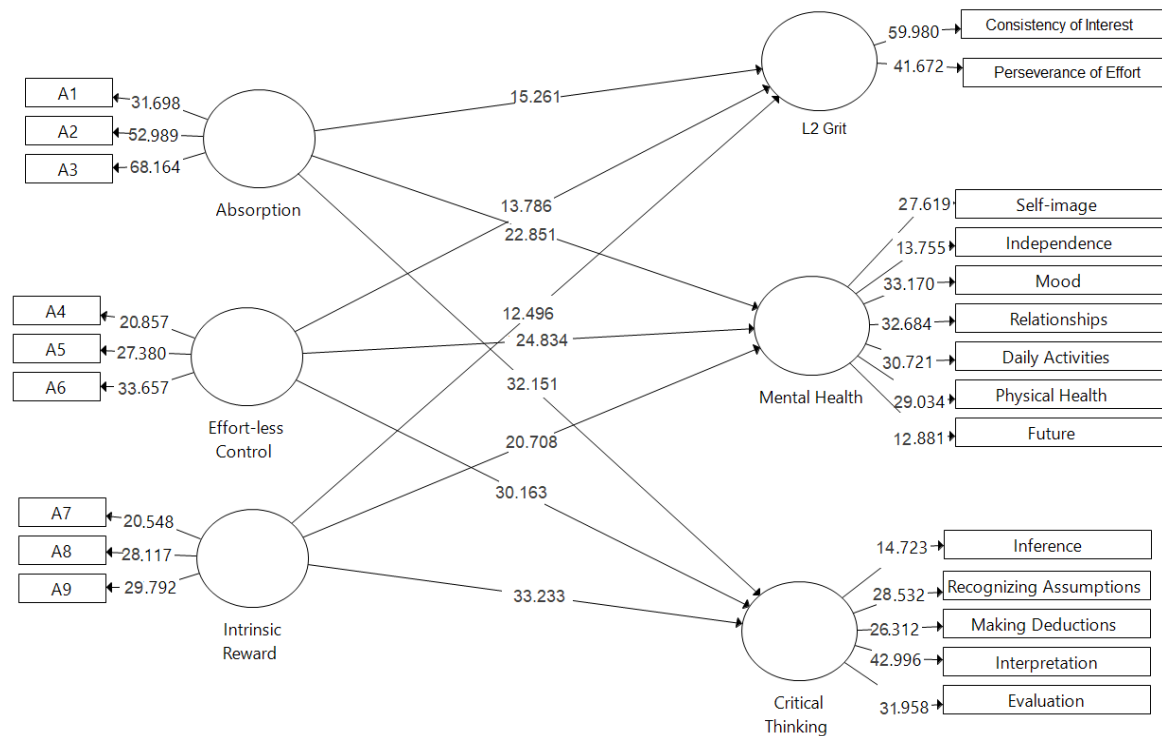 A1
A2
A3
31.698
52.989
68.164
Absorption
A4
A5
A6
20.857
27.380
33.657
Effort-less
Control
A7
A8
A9
20.548
28.117
29.792
Intrinsic
Reward
15.261
13.786
22.851
12.496
24.834
32.151
20.708
30.163
33.233
L2 Grit
59.980
41.672
Consistency of Interest
Perseverance of Effort
Mental Health
27.619
13.755
33.170
32.684
30.721
29.034
12.881
Self-image
Independence
Mood
Relationships
Daily Activities
Physical Health
Future
Critical
Thinking
14.723
28.532
26.312
42.996
31.958
Inference
Recognizing Assumptions
Making Deductions
Interpretation
Evaluation